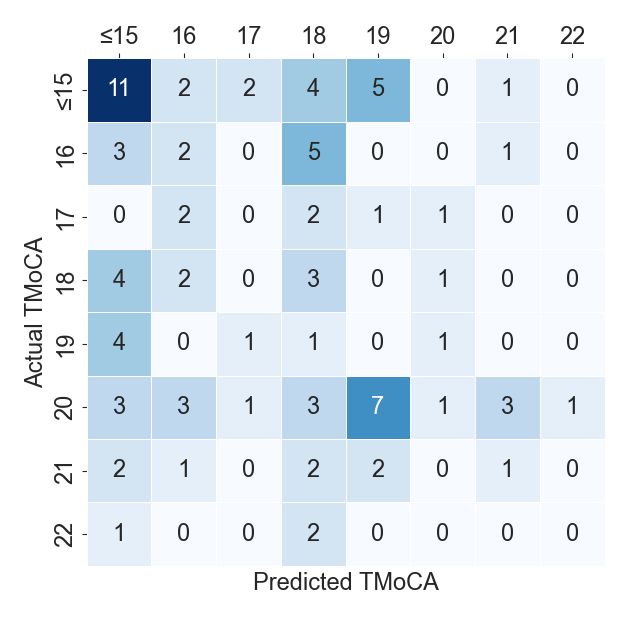 ≤15 16 17 18 19 20 21 22
≤15 11 2 2 4 5 0 1 0
16 3 2 0 5 0 0 1 0
17 0 2 0 2 1 1 0 0
18 4 2 0 3 0 1 0 0
19 4 0 1 1 0 1 0 0
20 3 3 1 3 7 1 3 1
21 2 1 0 2 2 0 1 0
22 1 0 0 2 0 0 0 0
Actual TMoCA
Predicted TMoCA